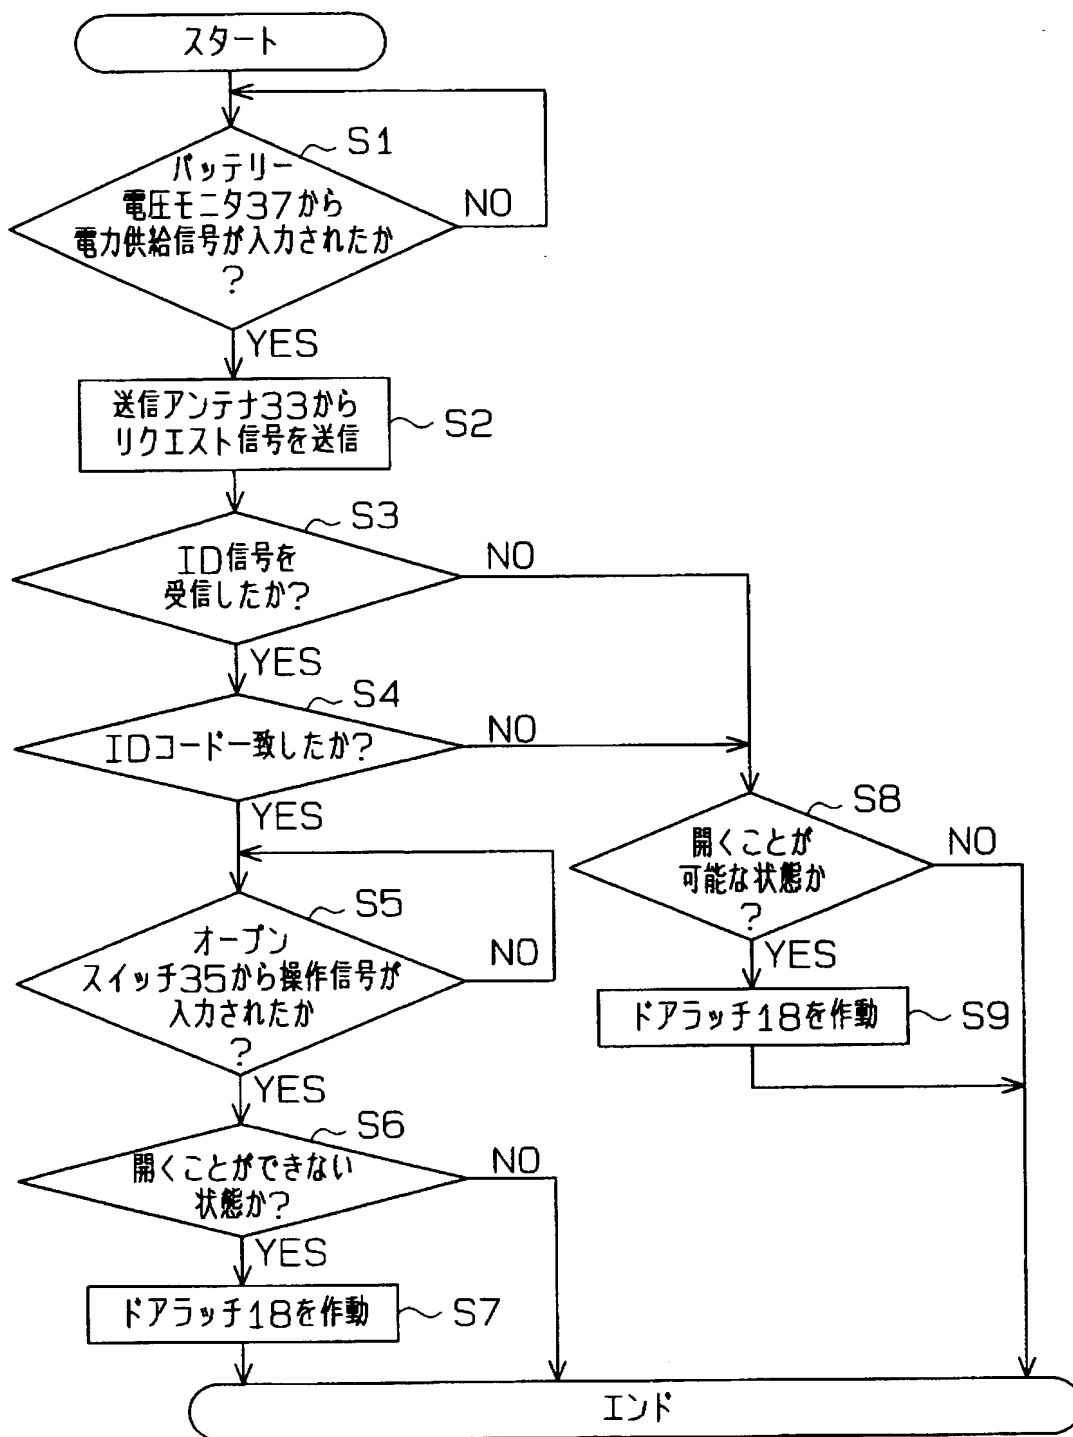 スタート
S1
バッテリー
電圧モニタ37から
電力供給信号が入力されたか
?
NO
YES
送信アンテナ33から
リクエスト信号を送信
S2
S3
ID信号を
受信したか?
NO
YES
S4
IDコード一致したか?
NO
YES
S5
オープン
スイッチ35から操作信号が
入力されたか
?
NO
YES
S6
開くことができない
状態か?
NO
YES
ドアラッチ18を作動
S7
S8
開くことが
可能な状態か
?
NO
YES
ドアラッチ18を作動
S9
エンド